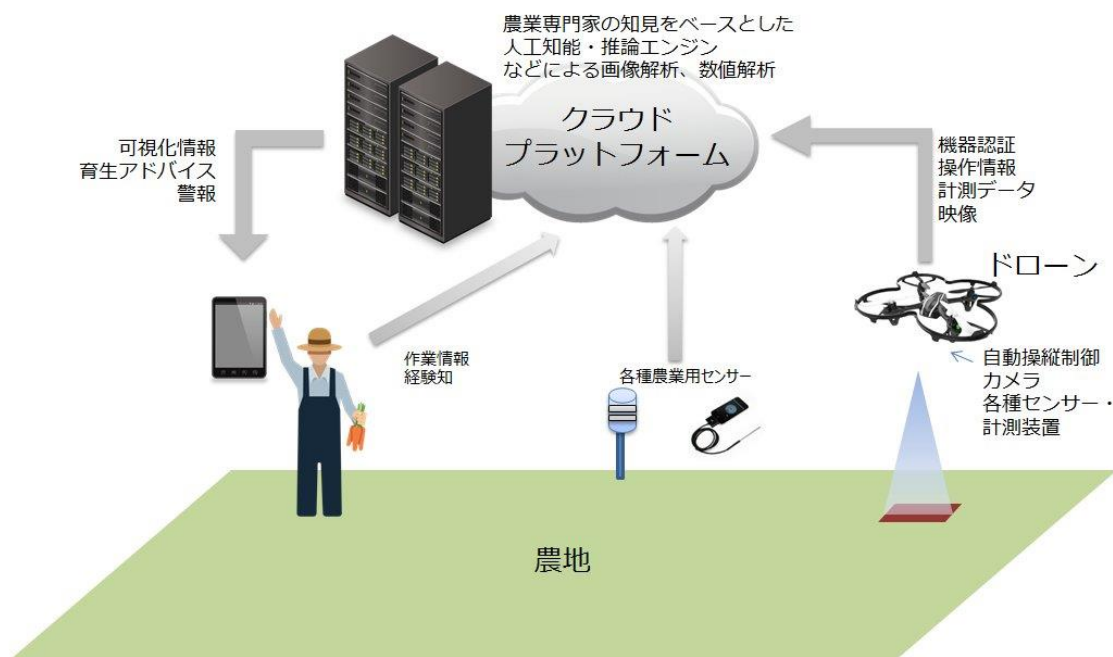 農業専門家の知見をベースとした
人工知能・推論エンジン
などによる画像解析、数値解析
クラウド
プラットフォーム
可視化情報
育生アドバイス
警報
機器認証
操作情報
計測データ
映像
ドローン
作業情報
経験知
各種農業用センサー
自動操縦制御
カメラ
各種センサー・
計測装置
農地